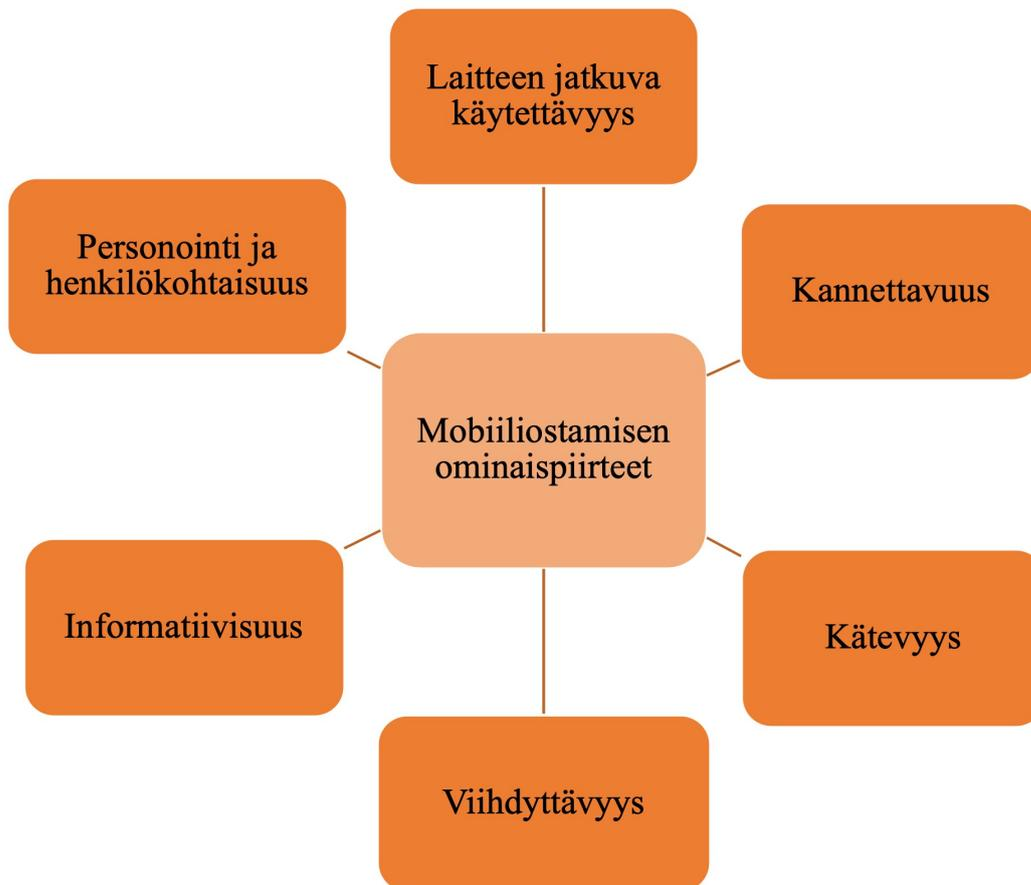 Laitteen jatkuva
käytettävyys
Personointi ja
henkilökohtaisuus
Kannettavuus
Mobiiliostamisen
ominaispiirteet
Informatiivisuus
Kätevyys
Viihdyttävyys